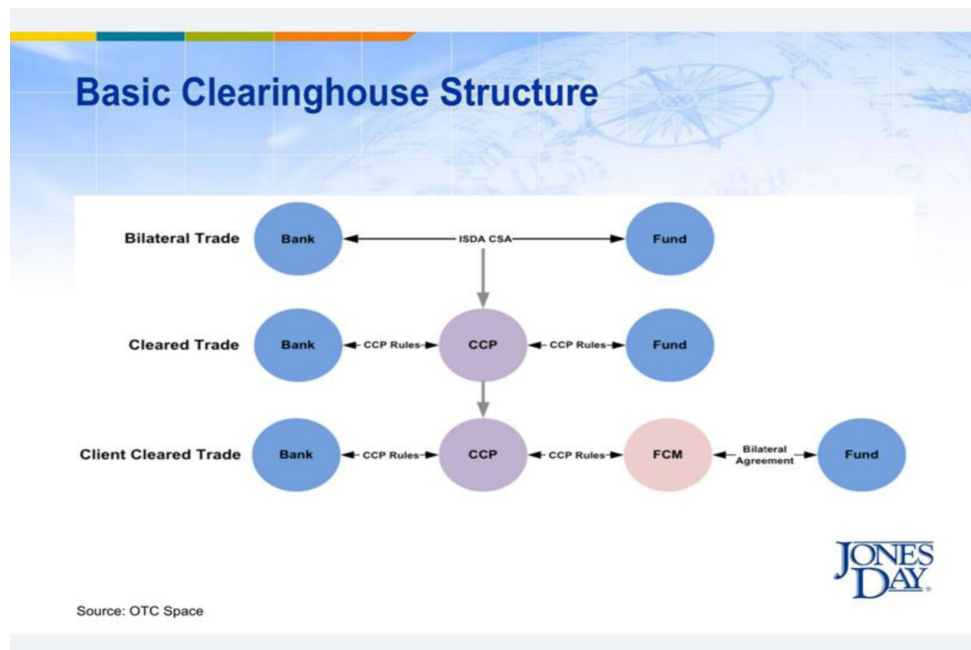 Basic Clearinghouse Structure
Bilateral Trade Bank ISDA CSA Fund
Cleared Trade Bank CCP Rules CCP CCP Rules Fund
Client Cleared Trade Bank CCP Rules CCP CCP Rules FCM Bilateral Agreement Fund
JONES
DAY®
Source: OTC Space